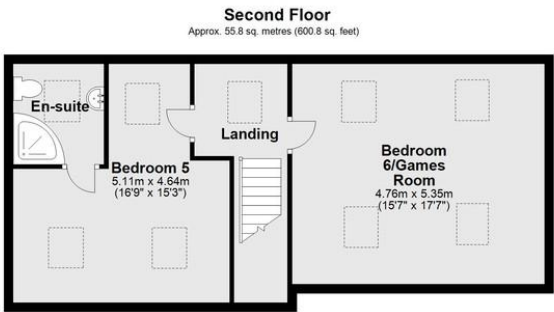 Second Floor
Approx. 55.8 sq. metres (600.8 sq. feet)
En-suite
Landing
Bedroom 5
5.11m x 4.64m
(16'9" x 15'3")
Bedroom
6/Games
Room
4.76m x 5.35m
(15'7" x 17'7")